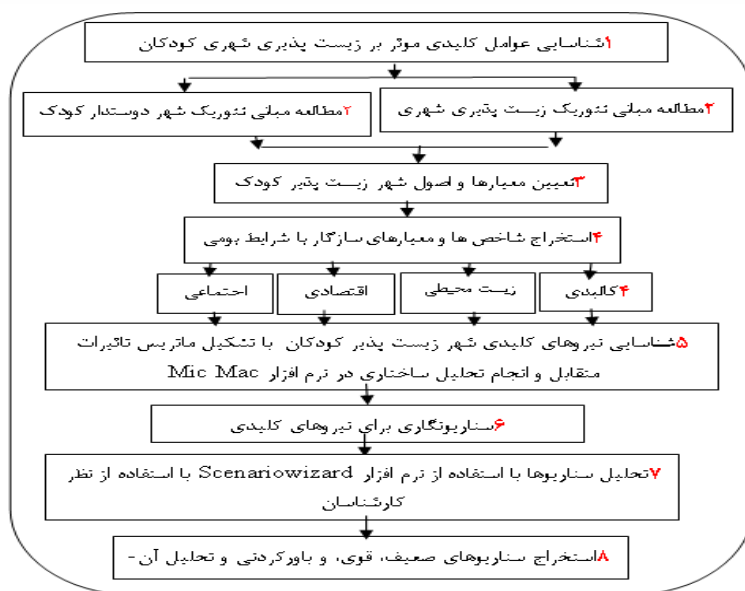 ۱شناسایی عوامل کلیدی موثر بر زیست پذیری شهری کودکان
۲مطالعه مبانی تئوریک زیست پذیری شهری
۲مطالعه مبانی تئوریک شهر دوستدار کودک
۳تعیین معیارها و اصول شهر زیست پذیر کودک
۴استخراج شاخص ها و معیارهای سازگار با شرایط بومی
۴کالبدی
زیست محیطی
اقتصادی
اجتماعی
۵شناسایی نیروهای کلیدی شهر زیست پذیر کودکان با تشکیل ماتریس تاثیرات
متقابل و انجام تحلیل ساختاری در نرم افزار Mic Mac
۶سناریونگاری برای نیروهای کلیدی
۷تحلیل سناریوها با استفاده از نرم افزار Scenariowizard با استفاده از نظر
کارشناسان
۸استخراج سناریوهای ضعیف، قوی، و باورکردنی و تحلیل آن-